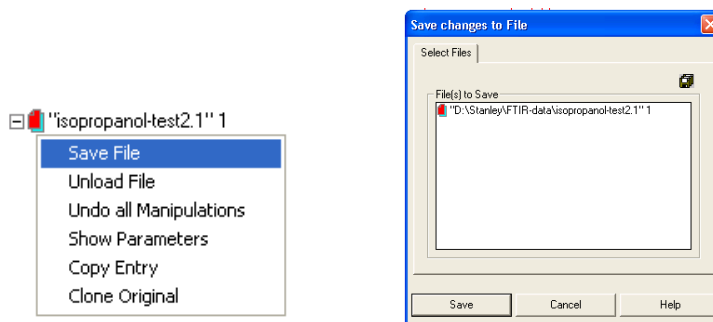 "isopropanol-test2.1" 1
Save File
Unload File
Undo all Manipulations
Show Parameters
Copy Entry
Clone Original
Save changes to File
Select Files
File(s) to Save
"D:\Stanley\FTIR-data\isopropanol-test2.1" 1
Save
Cancel
Help